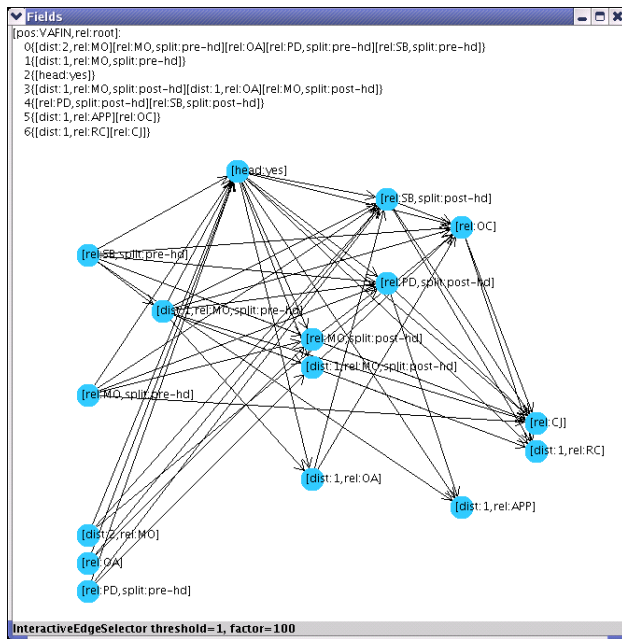 Fields
[pos:VAFIN,rel:root]:
0{[dist:2,rel:MO][rel:MO,split:pre-hd][rel:OA][rel:PD,split:pre-hd][rel:SB,split:pre-hd]}
1{[dist:1,rel:MO,split:pre-hd]}
2{[head:yes]}
3{[dist:1,rel:MO,split:post-hd][dist:1,rel:OA][rel:MO,split:post-hd]}
4{[rel:PD,split:post-hd][rel:SB,split:post-hd]}
5{[dist:1,rel:APP][rel:OC]}
6{[dist:1,rel:RC][rel:CJ]}
[head:yes]
[rel:SB,split:post-hd]
[rel:OC]
[rel:SB,split:pre-hd]
[rel:PD,split:post-hd]
[dist:1,rel:MO,split:pre-hd]
[rel:MO,split:post-hd]
[dist:1,rel:MO,split:post-hd]
[rel:MO,split:pre-hd]
[rel:CJ]
[dist:1,rel:RC]
[dist:1,rel:OA]
[dist:1,rel:APP]
[dist:2,rel:MO]
[rel:OA]
[rel:PD,split:pre-hd]
InteractiveEdgeSelector threshold=1, factor=100